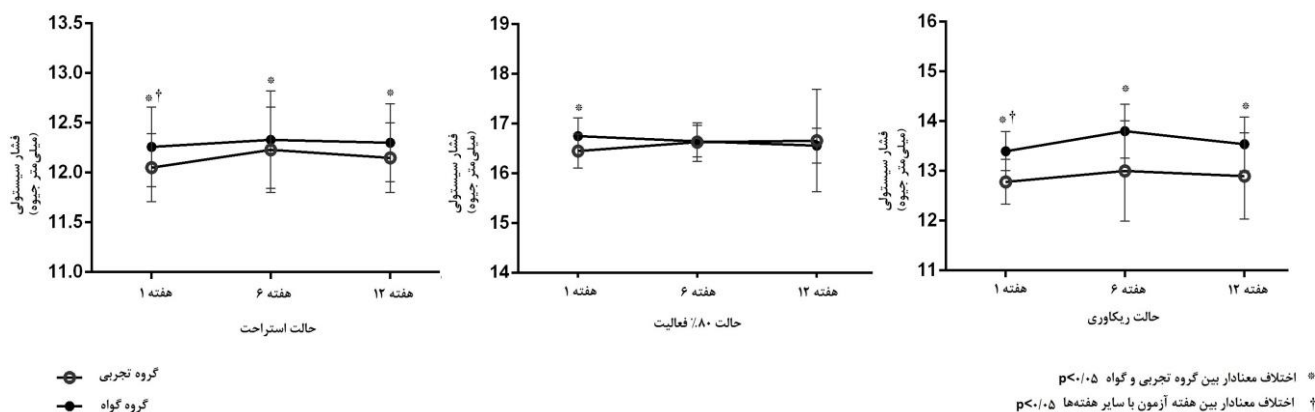 13.5
13.0
12.5
12.0
11.5
11.0
فشار سیستولی
(میلی‌متر جیوه)
※†
※
※
هفته ۱
هفته ۶
هفته ۱۲
حالت استراحت
19
18
17
16
15
14
فشار سیستولی
(میلی‌متر جیوه)
※
هفته ۱
هفته ۶
هفته ۱۲
حالت ۸۰٪ فعالیت
16
15
14
13
12
11
فشار سیستولی
(میلی‌متر جیوه)
※†
※
※
هفته ۱
هفته ۶
هفته ۱۲
حالت ریکاوری
گروه تجربی
گروه گواه
※ اختلاف معنادار بین گروه تجربی و گواه p<۰/۰۵
† اختلاف معنادار بین هفته آزمون با سایر هفته‌ها p<۰/۰۵